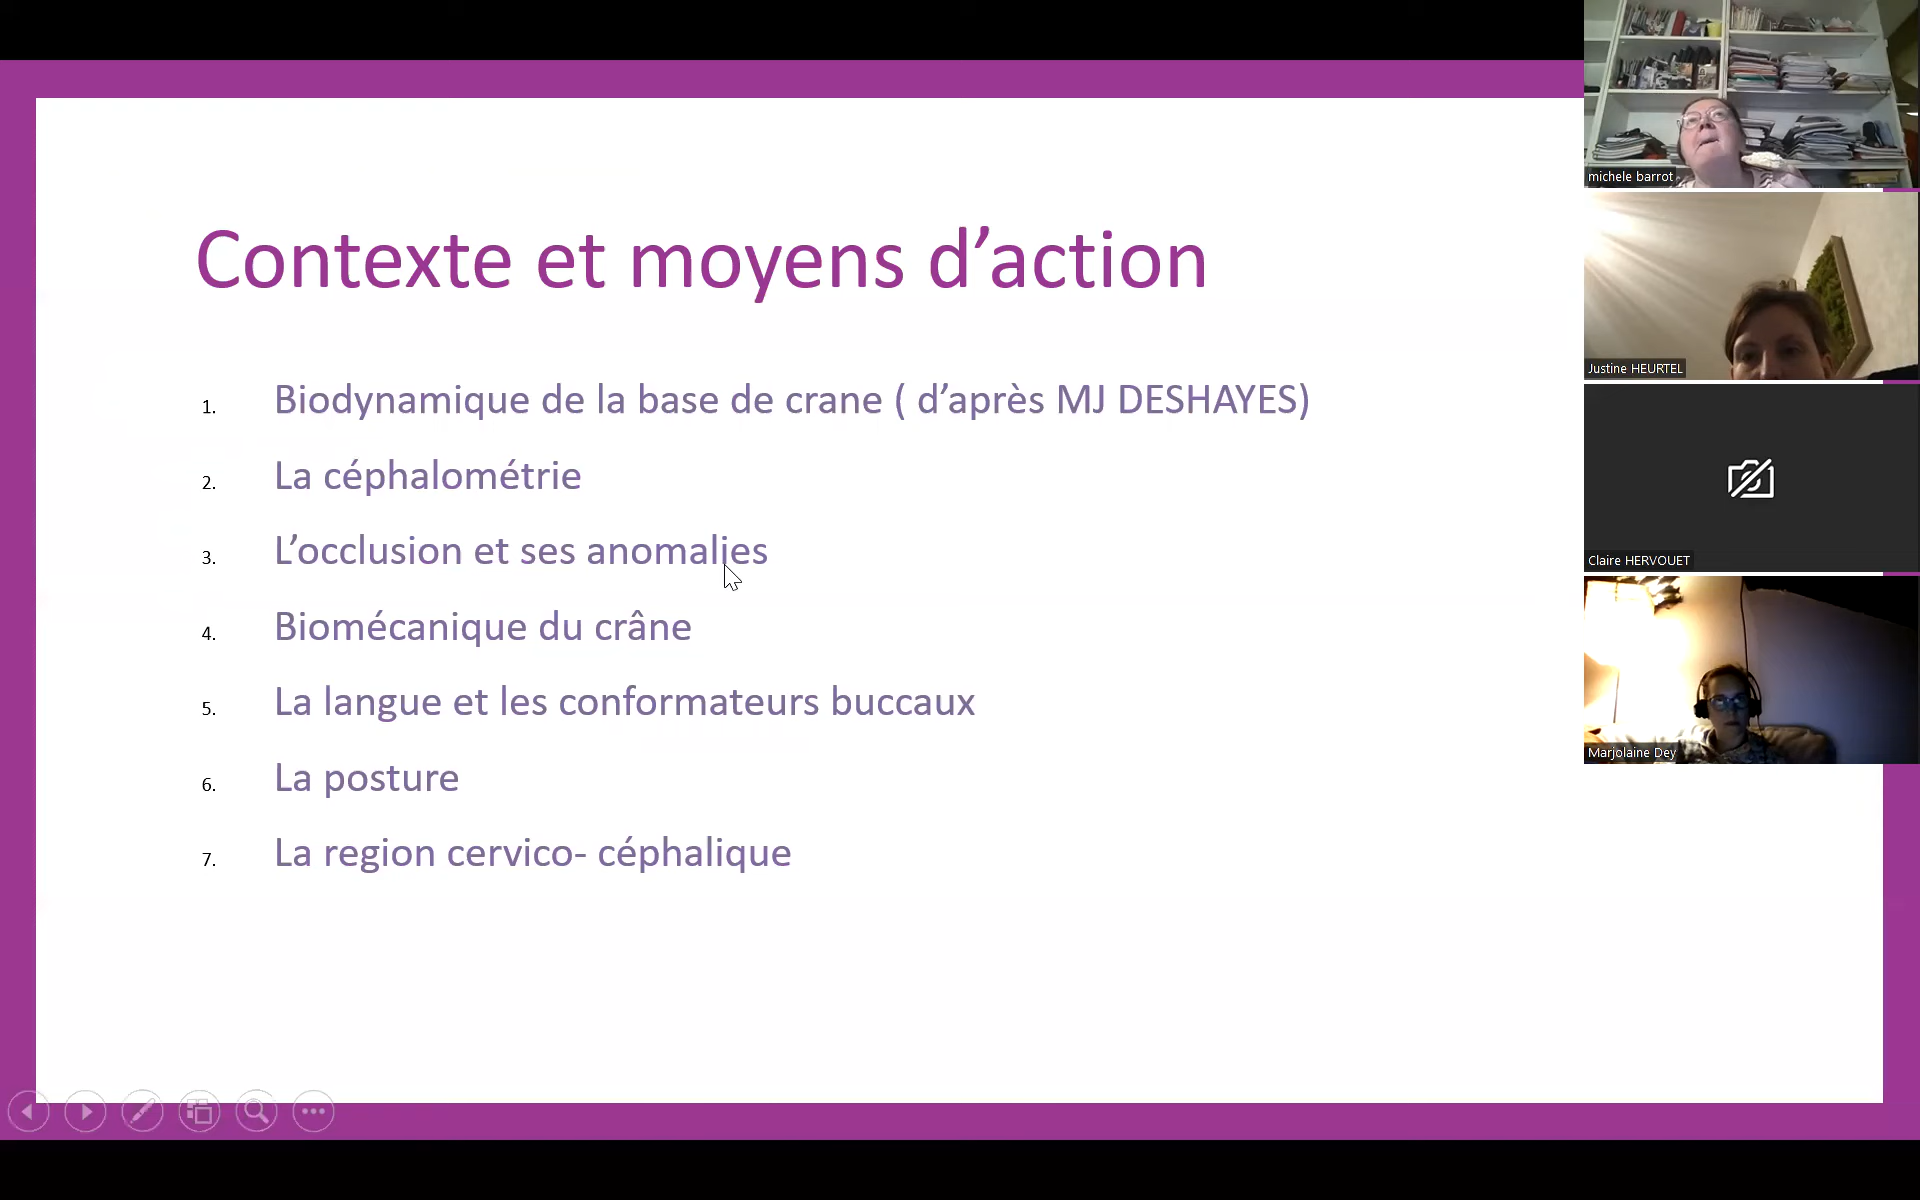 Contexte et moyens d’action
1. Biodynamique de la base de crane ( d’après MJ DESHAYES)
2. La céphalométrie
3. L’occlusion et ses anomalies
4. Biomécanique du crâne
5. La langue et les conformateurs buccaux
6. La posture
7. La region cervico- céphalique
michele barrot
Justine HEURTEL
Claire HERVOUET
Marjolaine Dey